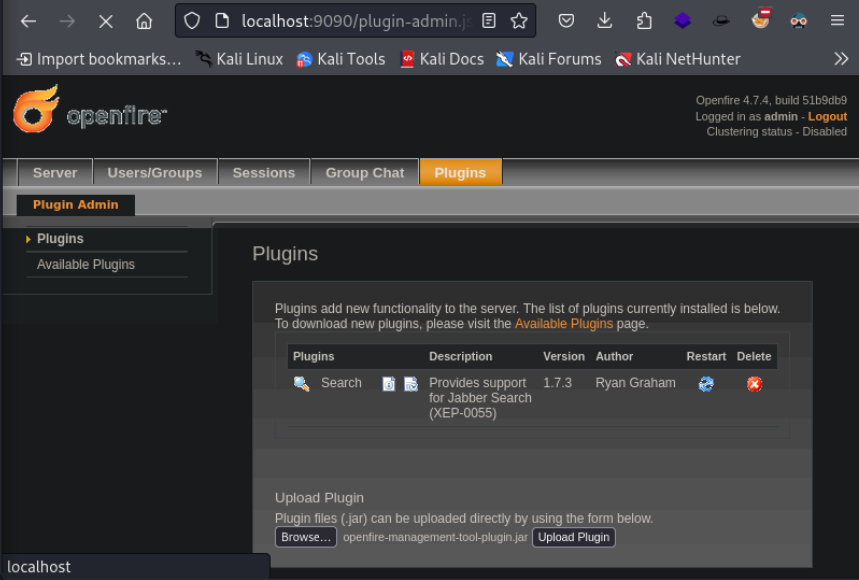 localhost:9090/plugin-admin.js
Import bookmarks... Kali Linux Kali Tools Kali Docs Kali Forums Kali NetHunter
openfire™
Openfire 4.7.4, build 51b9db9
Logged in as admin - Logout
Clustering status - Disabled
Server Users/Groups Sessions Group Chat Plugins
Plugin Admin
Plugins
Available Plugins
Plugins
Plugins add new functionality to the server. The list of plugins currently installed is below.
To download new plugins, please visit the Available Plugins page.
Plugins Description Version Author Restart Delete
Search Provides support 1.7.3 Ryan Graham
for Jabber Search
(XEP-0055)
Upload Plugin
Plugin files (.jar) can be uploaded directly by using the form below.
Browse... openfire-management-tool-plugin.jar Upload Plugin
localhost